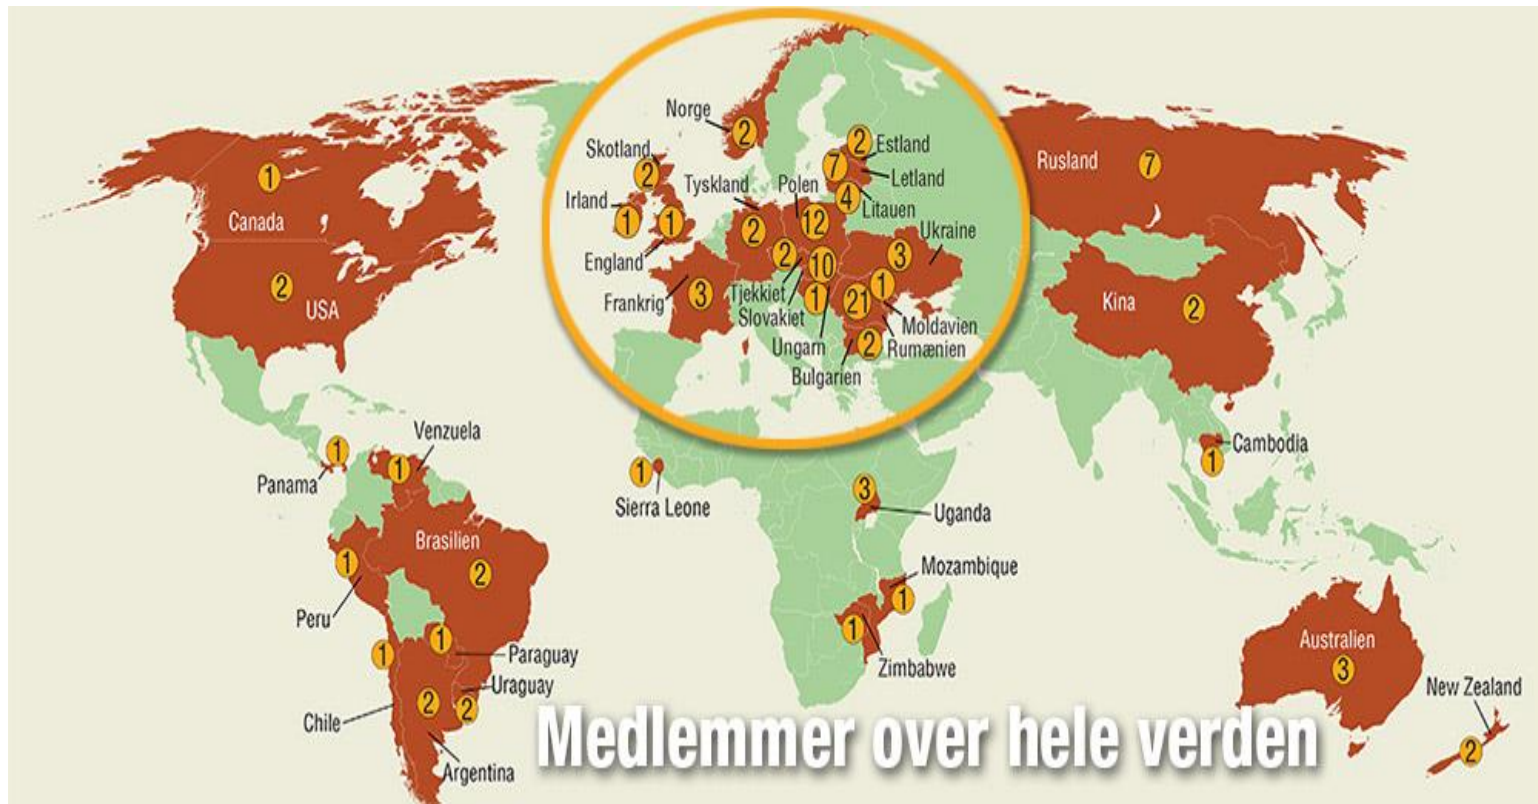 Norge
2
Skotland
2
Irland
1
1
England
Tyskland
2
Polen
12
2
Estland
7
Letland
4
Litauen
Ukraine
3
2
10
Tjekkiet
Slovakiet
1
21
1
Ungarn
Moldavien
Rumænien
2
Bulgarien
Frankrig
3
1
Canada
2
USA
Rusland
7
Kina
2
1
Panama
Venzuela
1
Brasilien
2
1
Peru
1
Paraguay
Uraguay
2
1
Chile
2
Argentina
1
Sierra Leone
3
Uganda
Mozambique
1
1
Zimbabwe
Cambodia
1
Australien
3
New Zealand
2
Medlemmer over hele verden